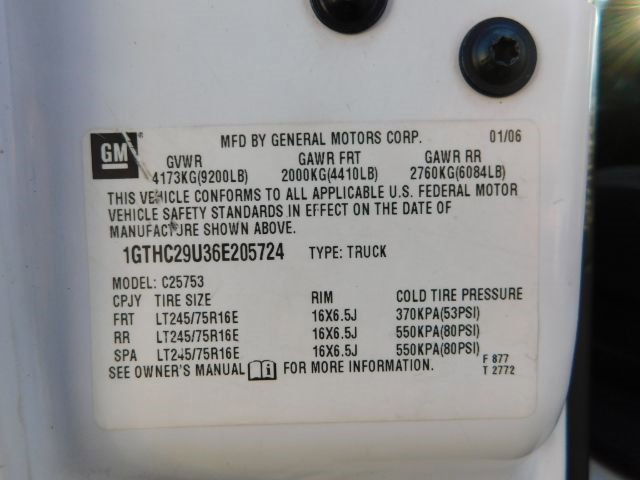 GM ® MFD BY GENERAL MOTORS CORP. 01/06
GVWR GAWR FRT GAWR RR
4173KG(9200LB) 2000KG(4410LB) 2760KG(6084LB)
THIS VEHICLE CONFORMS TO ALL APPLICABLE U.S. FEDERAL MOTOR
VEHICLE SAFETY STANDARDS IN EFFECT ON THE DATE OF
MANUFACTURE SHOWN ABOVE.
1GTHC29U36E205724 TYPE: TRUCK
MODEL: C25753
CPJY TIRE SIZE RIM COLD TIRE PRESSURE
FRT LT245/75R16E 16X6.5J 370KPA(53PSI)
RR LT245/75R16E 16X6.5J 550KPA(80PSI)
SPA LT245/75R16E 16X6.5J 550KPA(80PSI)
SEE OWNER'S MANUAL i FOR MORE INFORMATION. F 877
T 2772